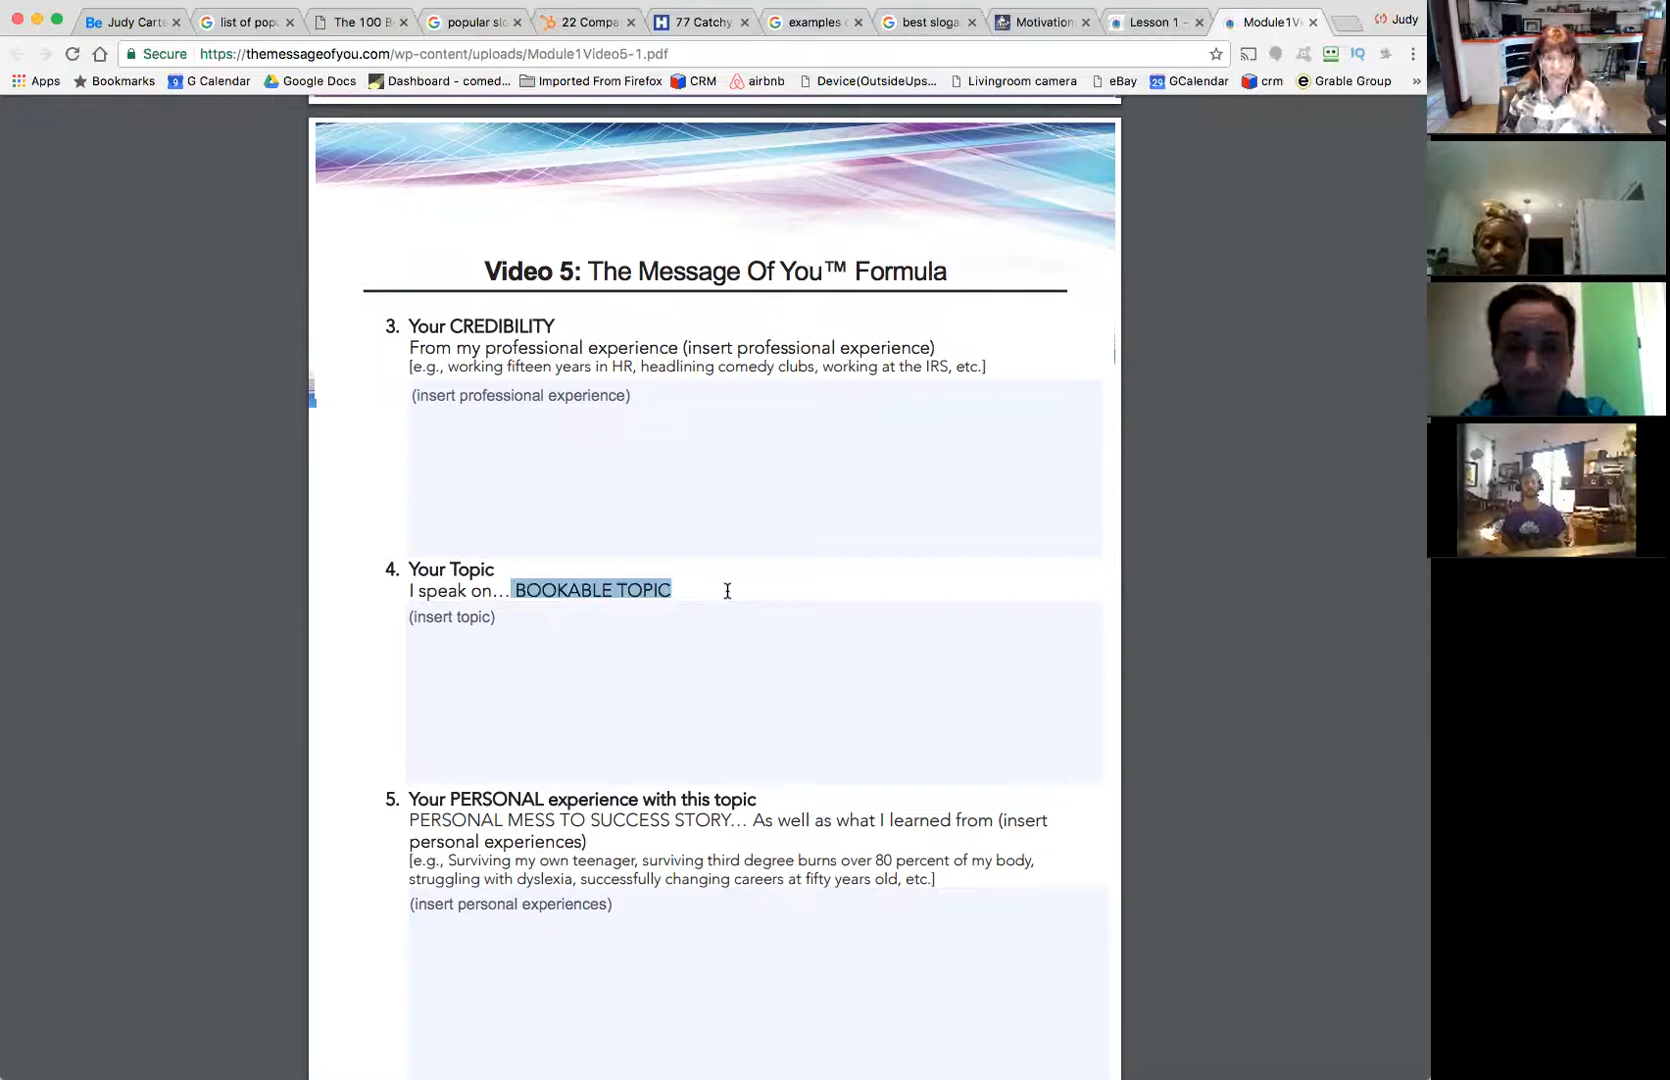 Judy Carte
list of pop
The 100 B
popular slo
22 Compa
77 Catchy
examples
best sloga
Motivation
Lesson 1 -
Module1V
Judy
Secure
https://themessageofyou.com/wp-content/uploads/Module1Video5-1.pdf
Apps
Bookmarks
G Calendar
Google Docs
Dashboard - comed...
Imported From Firefox
CRM
airbnb
Device(OutsideUps...
Livingroom camera
eBay
GCalendar
crm
Grable Group
»
Video 5: The Message Of You™ Formula
3. Your CREDIBILITY
From my professional experience (insert professional experience)
[e.g., working fifteen years in HR, headlining comedy clubs, working at the IRS, etc.]
(insert professional experience)
4. Your Topic
I speak on… BOOKABLE TOPIC
(insert topic)
5. Your PERSONAL experience with this topic
PERSONAL MESS TO SUCCESS STORY… As well as what I learned from (insert
personal experiences)
[e.g., Surviving my own teenager, surviving third degree burns over 80 percent of my body,
struggling with dyslexia, successfully changing careers at fifty years old, etc.]
(insert personal experiences)